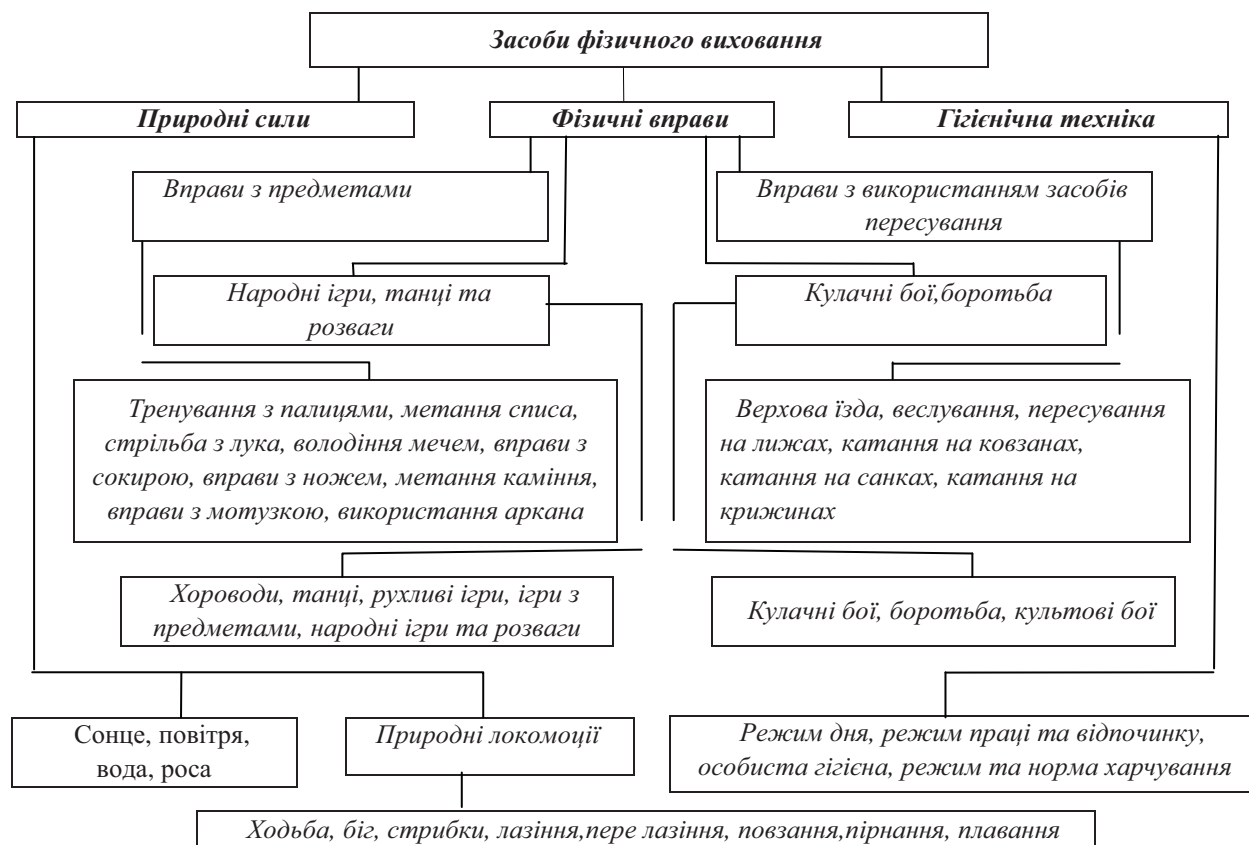 Засоби фізичного виховання
Природні сили
Фізичні вправи
Гігієнічна техніка
Вправи з предметами
Вправи з використанням засобів
пересування
Народні ігри, танці та
розваги
Кулачні бої,боротьба
Тренування з палицями, метання списа,
стрільба з лука, володіння мечем, вправи з
сокирою, вправи з ножем, метання каміння,
вправи з мотузкою, використання аркана
Верхова їзда, веслування, пересування
на лижах, катання на ковзанах,
катання на санках, катання на
крижинах
Хороводи, танці, рухливі ігри, ігри з
предметами, народні ігри та розваги
Кулачні бої, боротьба, культові бої
Сонце, повітря,
вода, роса
Природні локомоції
Режим дня, режим праці та відпочинку,
особиста гігієна, режим та норма харчування
Ходьба, біг, стрибки, лазіння,пере лазіння, повзання,пірнання, плавання